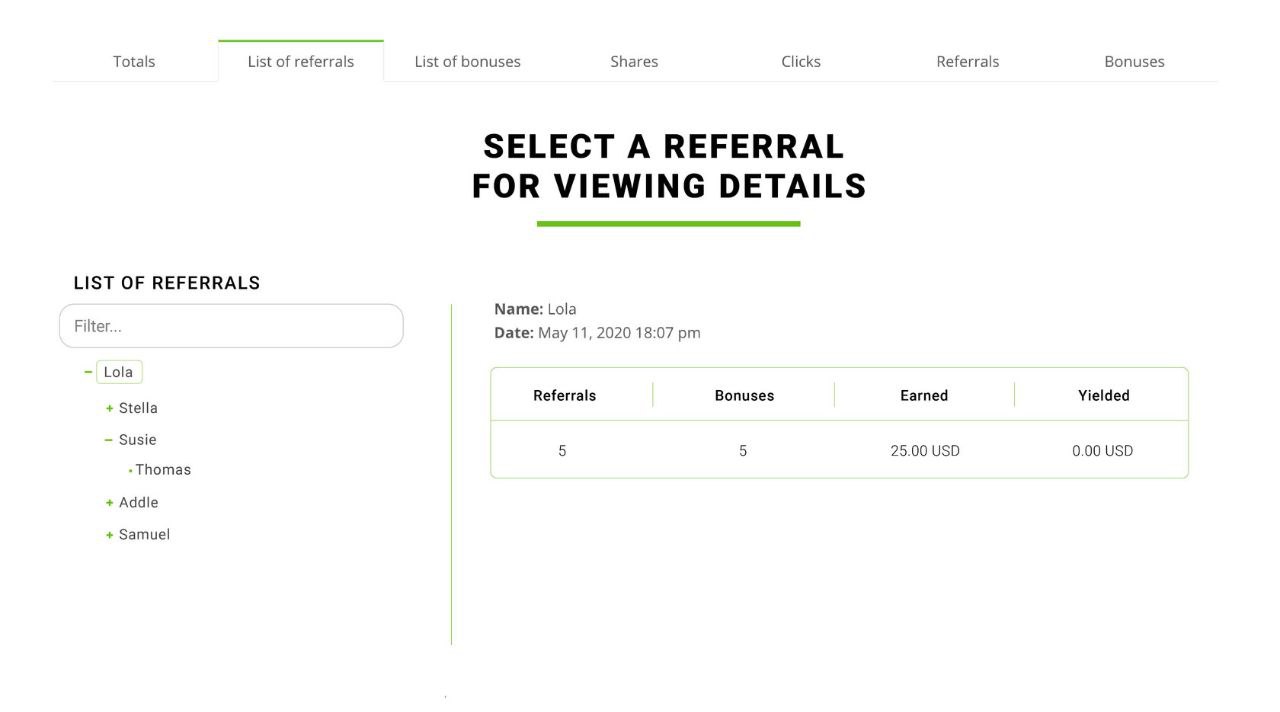 Totals List of referrals List of bonuses Shares Clicks Referrals Bonuses
SELECT A REFERRAL
FOR VIEWING DETAILS
LIST OF REFERRALS
Filter...
– Lola
+ Stella
– Susie
• Thomas
+ Addle
+ Samuel
Name: Lola
Date: May 11, 2020 18:07 pm
Referrals Bonuses Earned Yielded
5 5 25.00 USD 0.00 USD